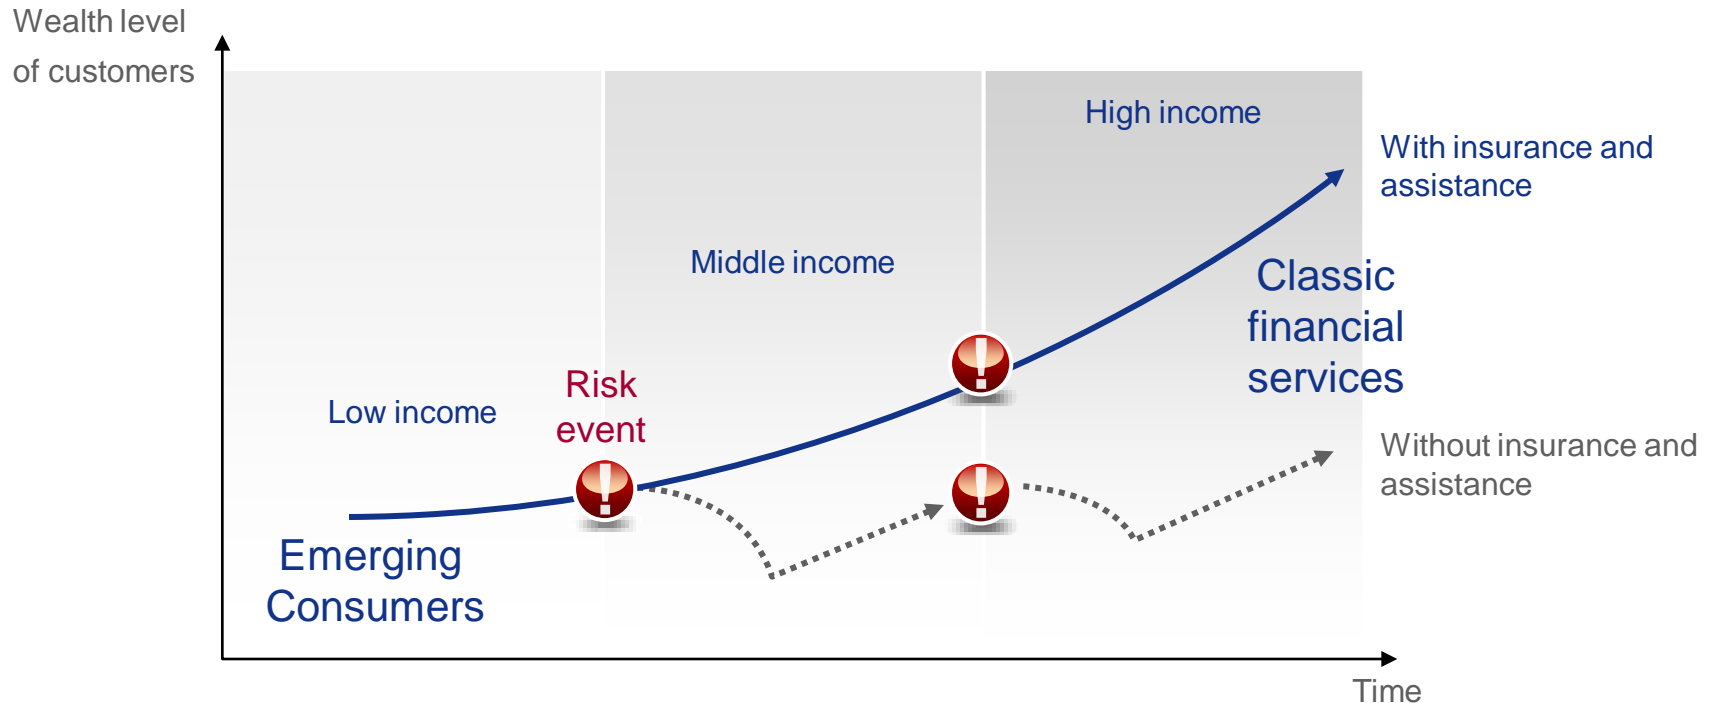 Wealth level
of customers
High income
With insurance and
assistance
Middle income
Classic
financial
services
Risk
event
Low income
Without insurance and
assistance
Emerging
Consumers
Time